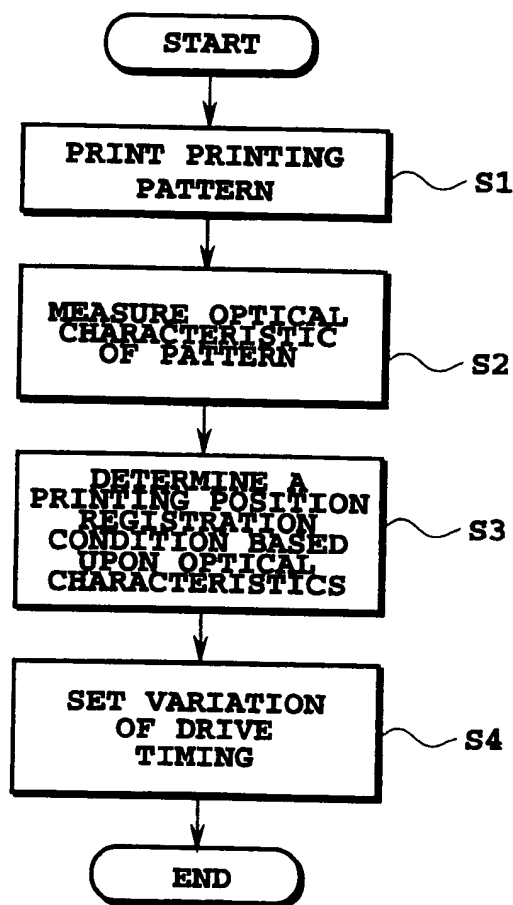 START
PRINT PRINTING
PATTERN
S1
MEASURE OPTICAL
CHARACTERISTIC
OF PATTERN
S2
DETERMINE A
PRINTING POSITION
REGISTRATION
CONDITION BASED
UPON OPTICAL
CHARACTERISTICS
S3
SET VARIATION
OF DRIVE
TIMING
S4
END